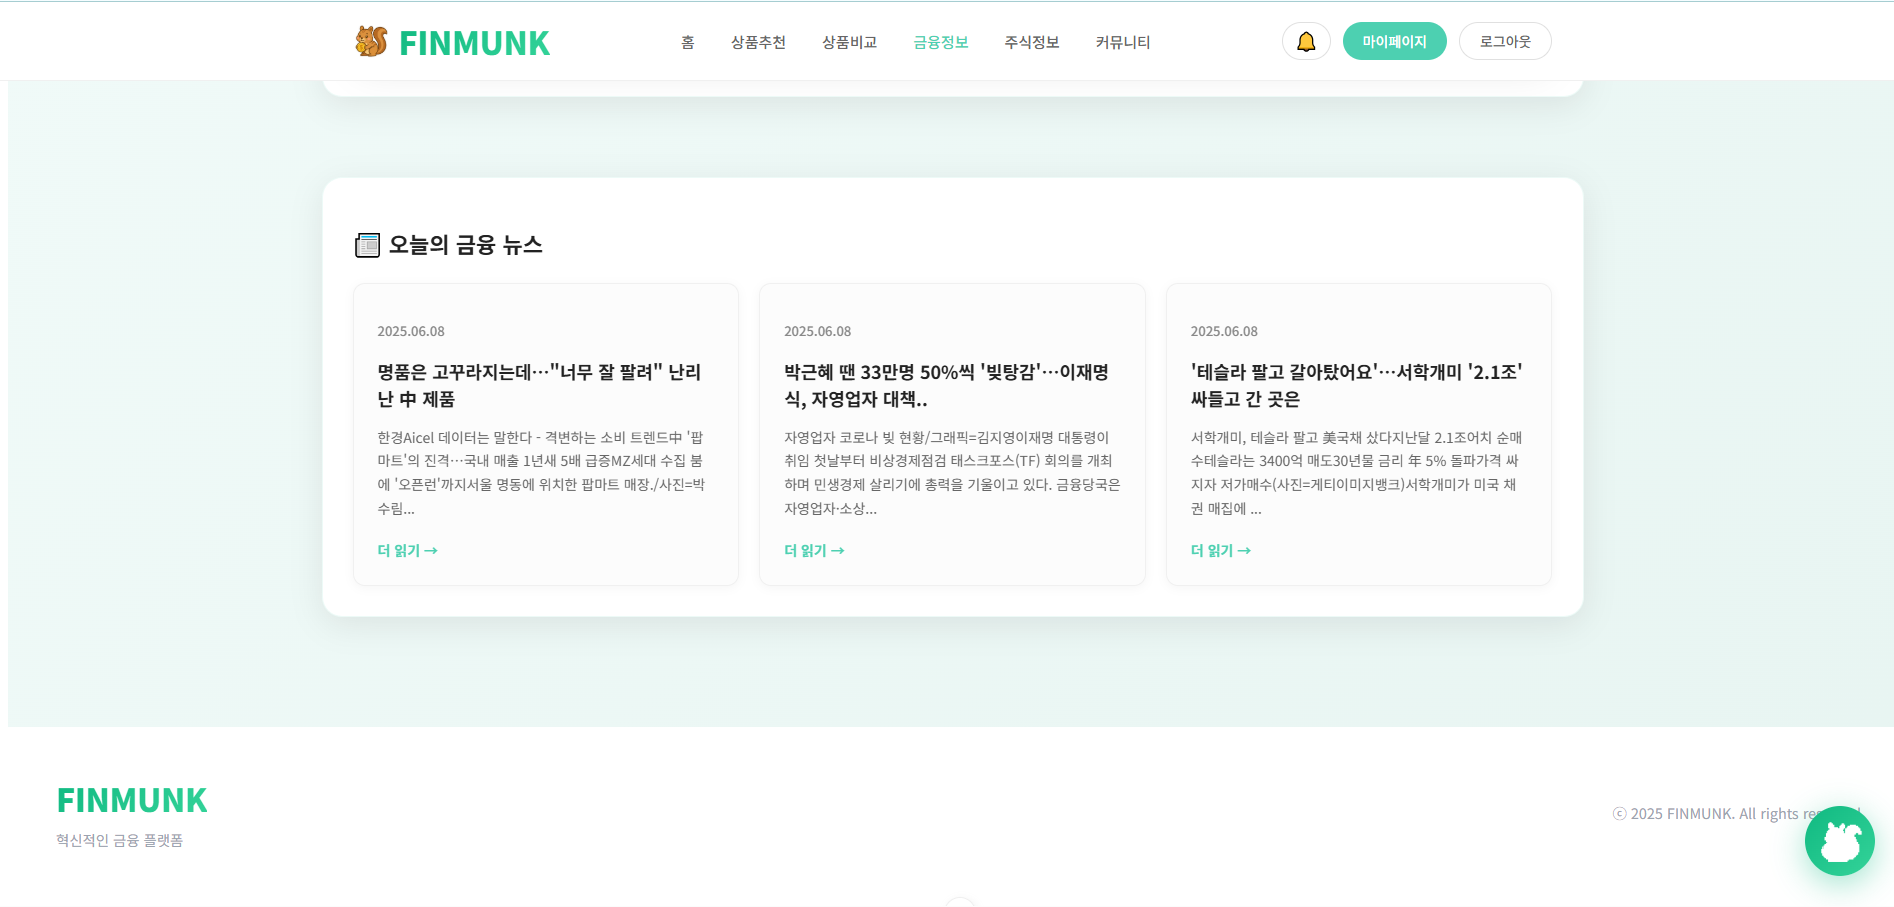 FINMUNK
홈
상품추천
상품비교
금융정보
주식정보
커뮤니티
마이페이지
로그아웃
오늘의 금융 뉴스
2025.06.08
명품은 고꾸라지는데…"너무 잘 팔려" 난리
난 中 제품
한경Aicel 데이터는 말한다 - 격변하는 소비 트렌드中 '팝
마트'의 진격…국내 매출 1년새 5배 급증MZ세대 수집 붐
에 '오픈런'까지서울 명동에 위치한 팝마트 매장./사진=박
수림...
더 읽기 →
2025.06.08
박근혜 땐 33만명 50%씩 '빚탕감'…이재명
식, 자영업자 대책..
자영업자 코로나 빚 현황/그래픽=김지영이재명 대통령이
취임 첫날부터 비상경제점검 태스크포스(TF) 회의를 개최
하며 민생경제 살리기에 총력을 기울이고 있다. 금융당국은
자영업자·소상...
더 읽기 →
2025.06.08
'테슬라 팔고 갈아탔어요'…서학개미 '2.1조'
싸들고 간 곳은
서학개미, 테슬라 팔고 美국채 샀다지난달 2.1조어치 순매
수테슬라는 3400억 매도30년물 금리 年 5% 돌파가격 싸
지자 저가매수(사진=게티이미지뱅크)서학개미가 미국 채
권 매집에 ...
더 읽기 →
FINMUNK
혁신적인 금융 플랫폼
ⓒ 2025 FINMUNK. All rights